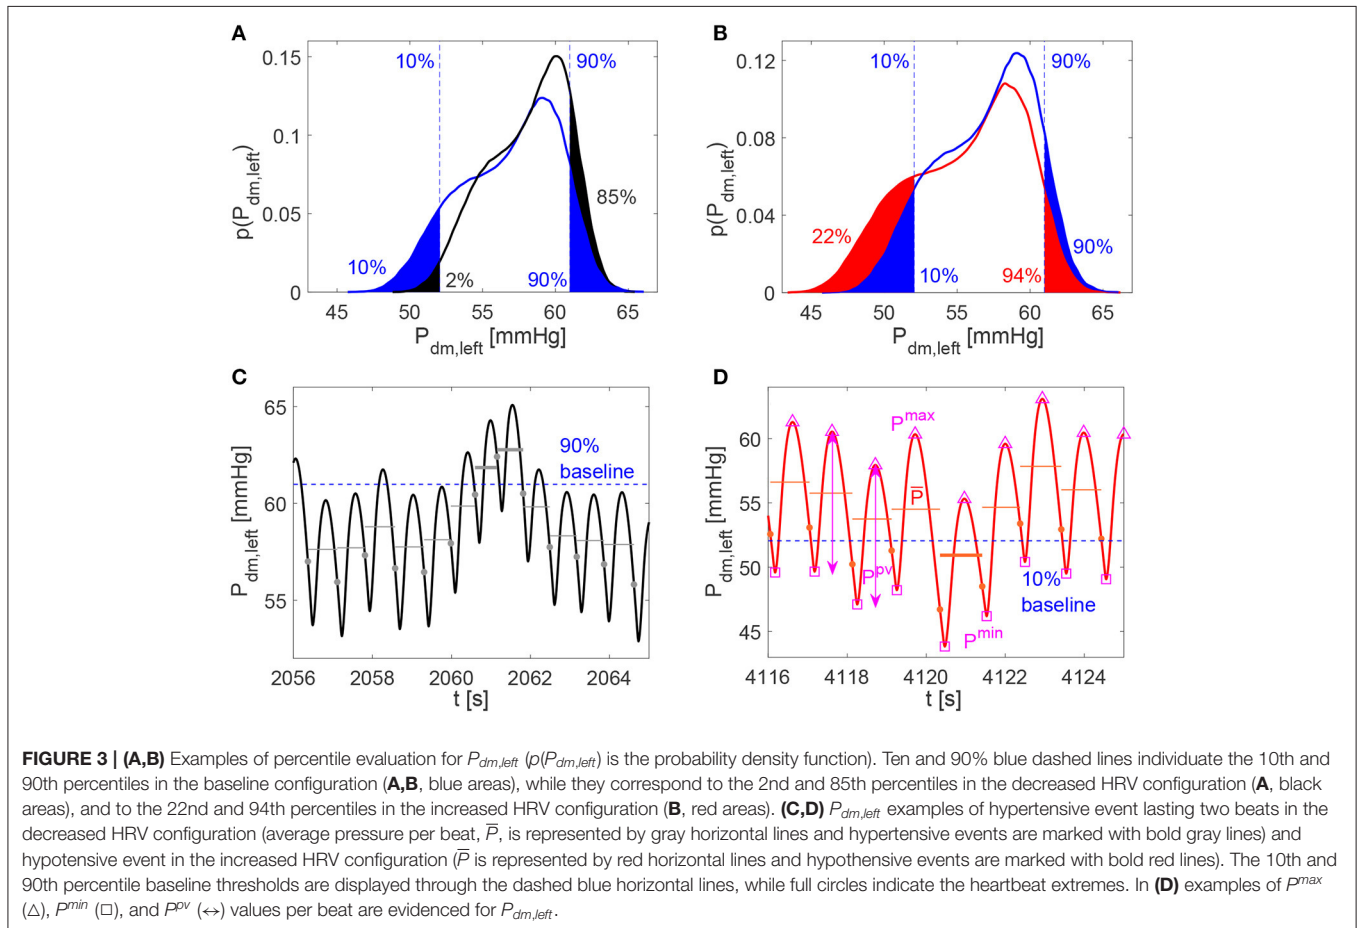 A
0.15
0.1
0.05
0
p(P_dm,left)
10%
90%
85%
10%
2%
90%
45
50
55
60
65
P_dm,left [mmHg]
B
0.12
0.08
0.04
0
p(P_dm,left)
10%
90%
22%
10%
94%
90%
45
50
55
60
65
P_dm,left [mmHg]
C
65
60
55
P_dm,left [mmHg]
90%
baseline
2056
2058
2060
2062
2064
t [s]
D
60
55
50
45
P_dm,left [mmHg]
P^max
P̅
P^pv
10%
baseline
P^min
4116
4118
4120
4122
4124
t [s]
FIGURE 3 | (A,B) Examples of percentile evaluation for P_dm,left (p(P_dm,left) is the probability density function). Ten and 90% blue dashed lines individuate the 10th and
90th percentiles in the baseline configuration (A,B, blue areas), while they correspond to the 2nd and 85th percentiles in the decreased HRV configuration (A, black
areas), and to the 22nd and 94th percentiles in the increased HRV configuration (B, red areas). (C,D) P_dm,left examples of hypertensive event lasting two beats in the
decreased HRV configuration (average pressure per beat, P̅, is represented by gray horizontal lines and hypertensive events are marked with bold gray lines) and
hypotensive event in the increased HRV configuration (P̅ is represented by red horizontal lines and hypothensive events are marked with bold red lines). The 10th and
90th percentile baseline thresholds are displayed through the dashed blue horizontal lines, while full circles indicate the heartbeat extremes. In (D) examples of P^max
(△), P^min (□), and P^pv (↔) values per beat are evidenced for P_dm,left.